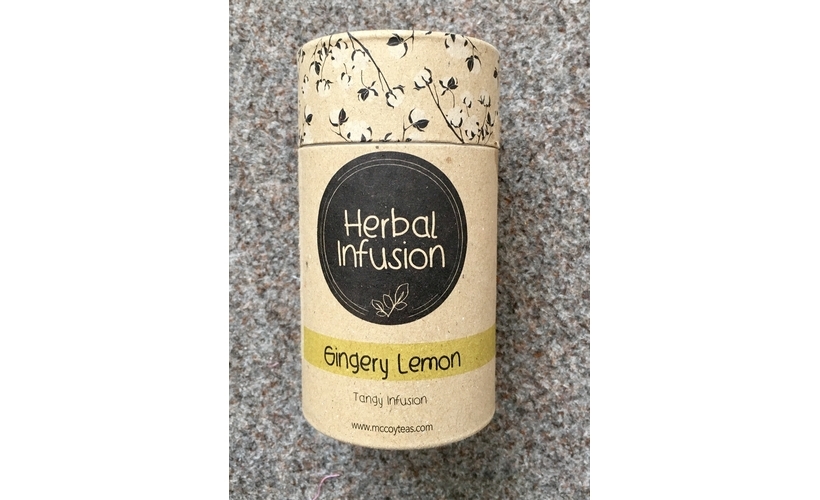 Herbal
Infusion
Gingery Lemon
Tangy Infusion
www.mccoyteas.com